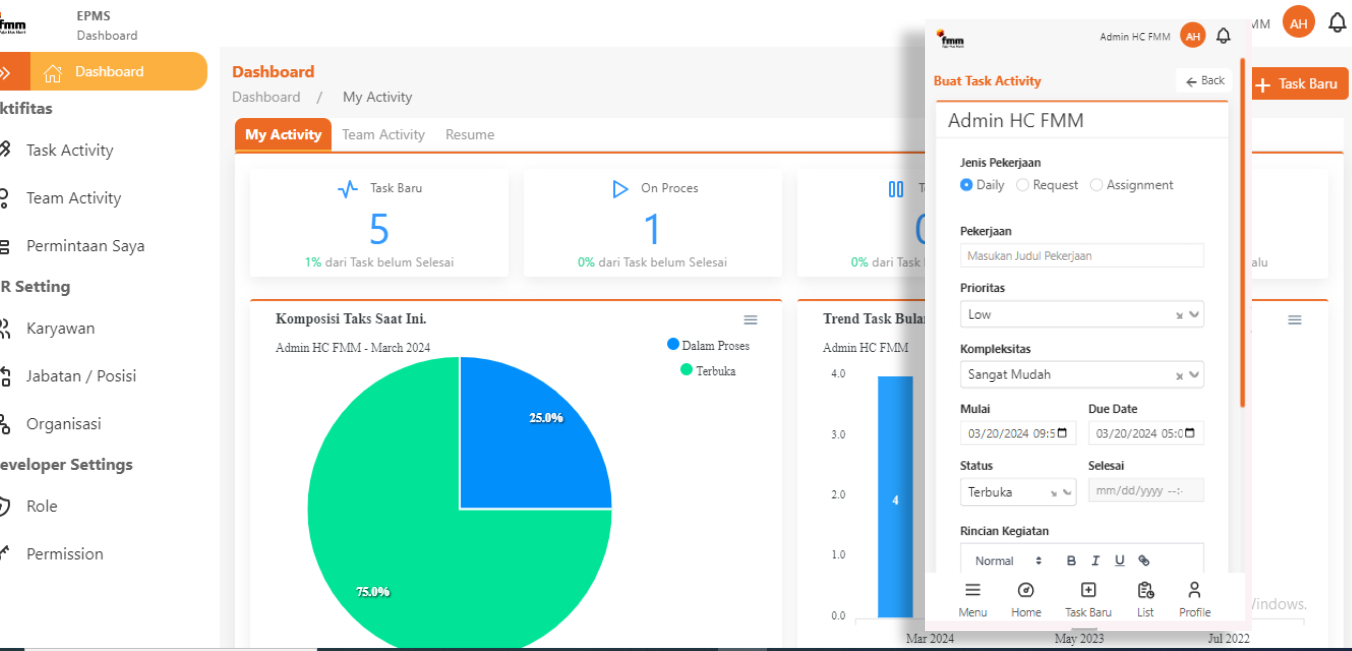 fmm
EPMS
Dashboard
MM
AH
Dashboard
ktifitas
Task Activity
Team Activity
Permintaan Saya
R Setting
Karyawan
Jabatan / Posisi
Organisasi
eveloper Settings
Role
Permission
Dashboard
Dashboard / My Activity
+ Task Baru
My Activity
Team Activity
Resume
Task Baru
5
1% dari Task belum Selesai
On Proces
1
0% dari Task belum Selesai
0% dari Task
alu
Komposisi Taks Saat Ini.
Admin HC FMM - March 2024
Dalam Proses
Terbuka
25.0%
75.0%
Trend Task Bula
Admin HC FMM
4.0
3.0
2.0
1.0
0.0
4
Mar 2024
May 2023
Jul 2022
Windows.
fmm
Admin HC FMM
AH
Buat Task Activity
← Back
Admin HC FMM
Jenis Pekerjaan
Daily
Request
Assignment
Pekerjaan
Masukan Judul Pekerjaan
Prioritas
Low
Kompleksitas
Sangat Mudah
Mulai
Due Date
03/20/2024 09:5
03/20/2024 05:0
Status
Selesai
Terbuka
mm/dd/yyyy --:-
Rincian Kegiatan
Normal
B I U
Menu
Home
Task Baru
List
Profile